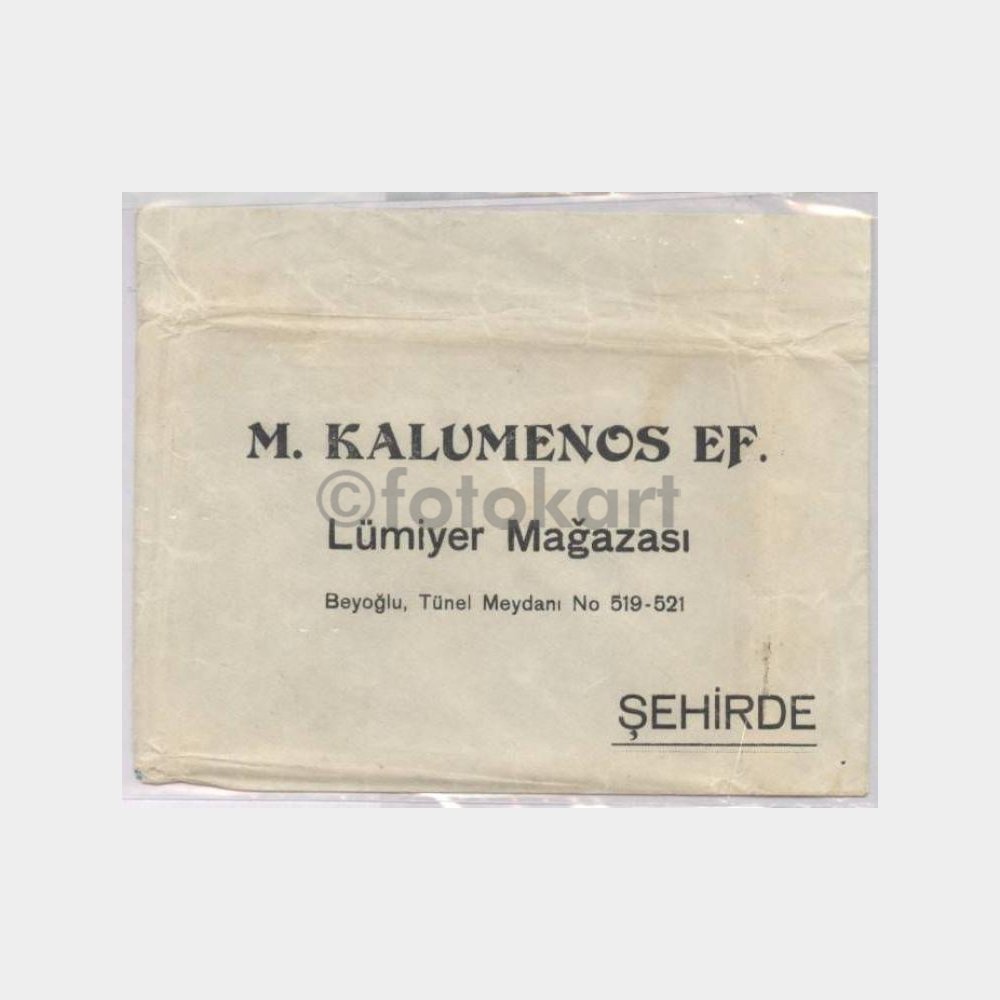 M. KALUMENOS EF.
©fotokart
Lümiyer Mağazası
Beyoğlu, Tünel Meydanı No 519-521
ŞEHİRDE